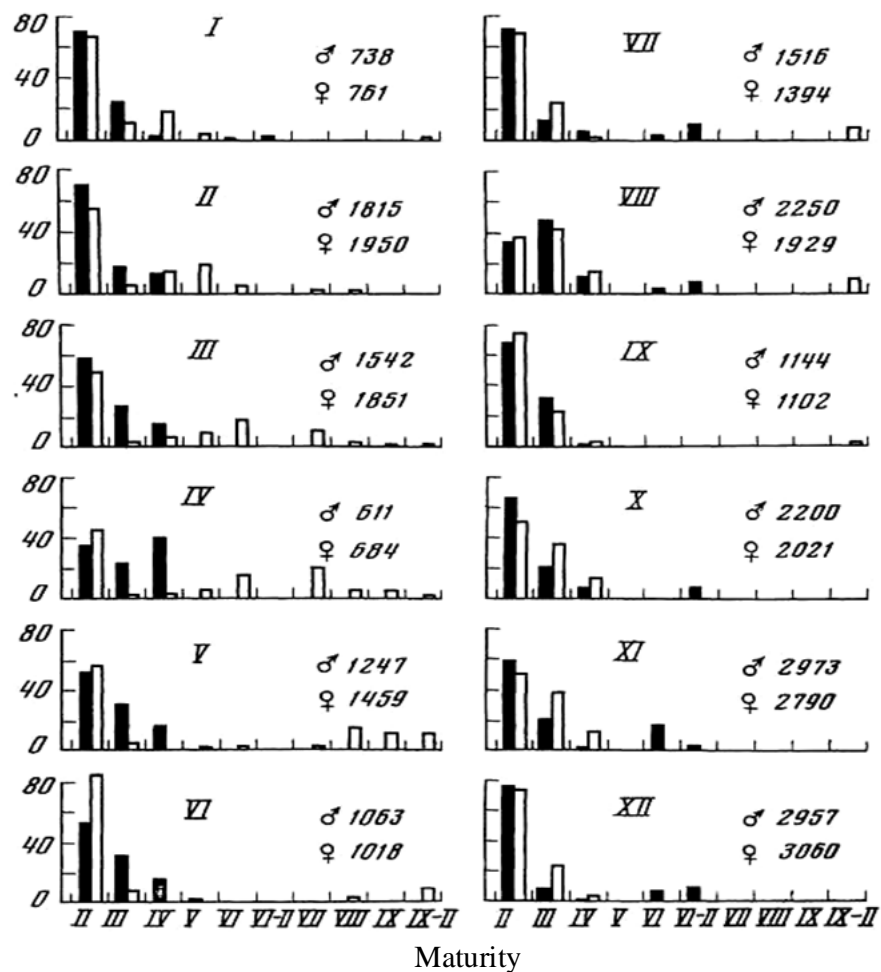 80
40
0
I
♂ 738
♀ 761
80
40
0
II
♂ 1815
♀ 1950
80
40
0
III
♂ 1542
♀ 1851
40
0
IV
♂ 611
♀ 684
80
40
0
V
♂ 1247
♀ 1459
80
40
0
VI
♂ 1063
♀ 1018
II III IV V VI VI-II VII VIII IX IX-II
VII
♂ 1516
♀ 1394
VIII
♂ 2250
♀ 1929
IX
♂ 1144
♀ 1102
X
♂ 2200
♀ 2021
XI
♂ 2973
♀ 2790
XII
♂ 2957
♀ 3060
II III IV V VI VI-II VII VIII IX IX-II
Maturity